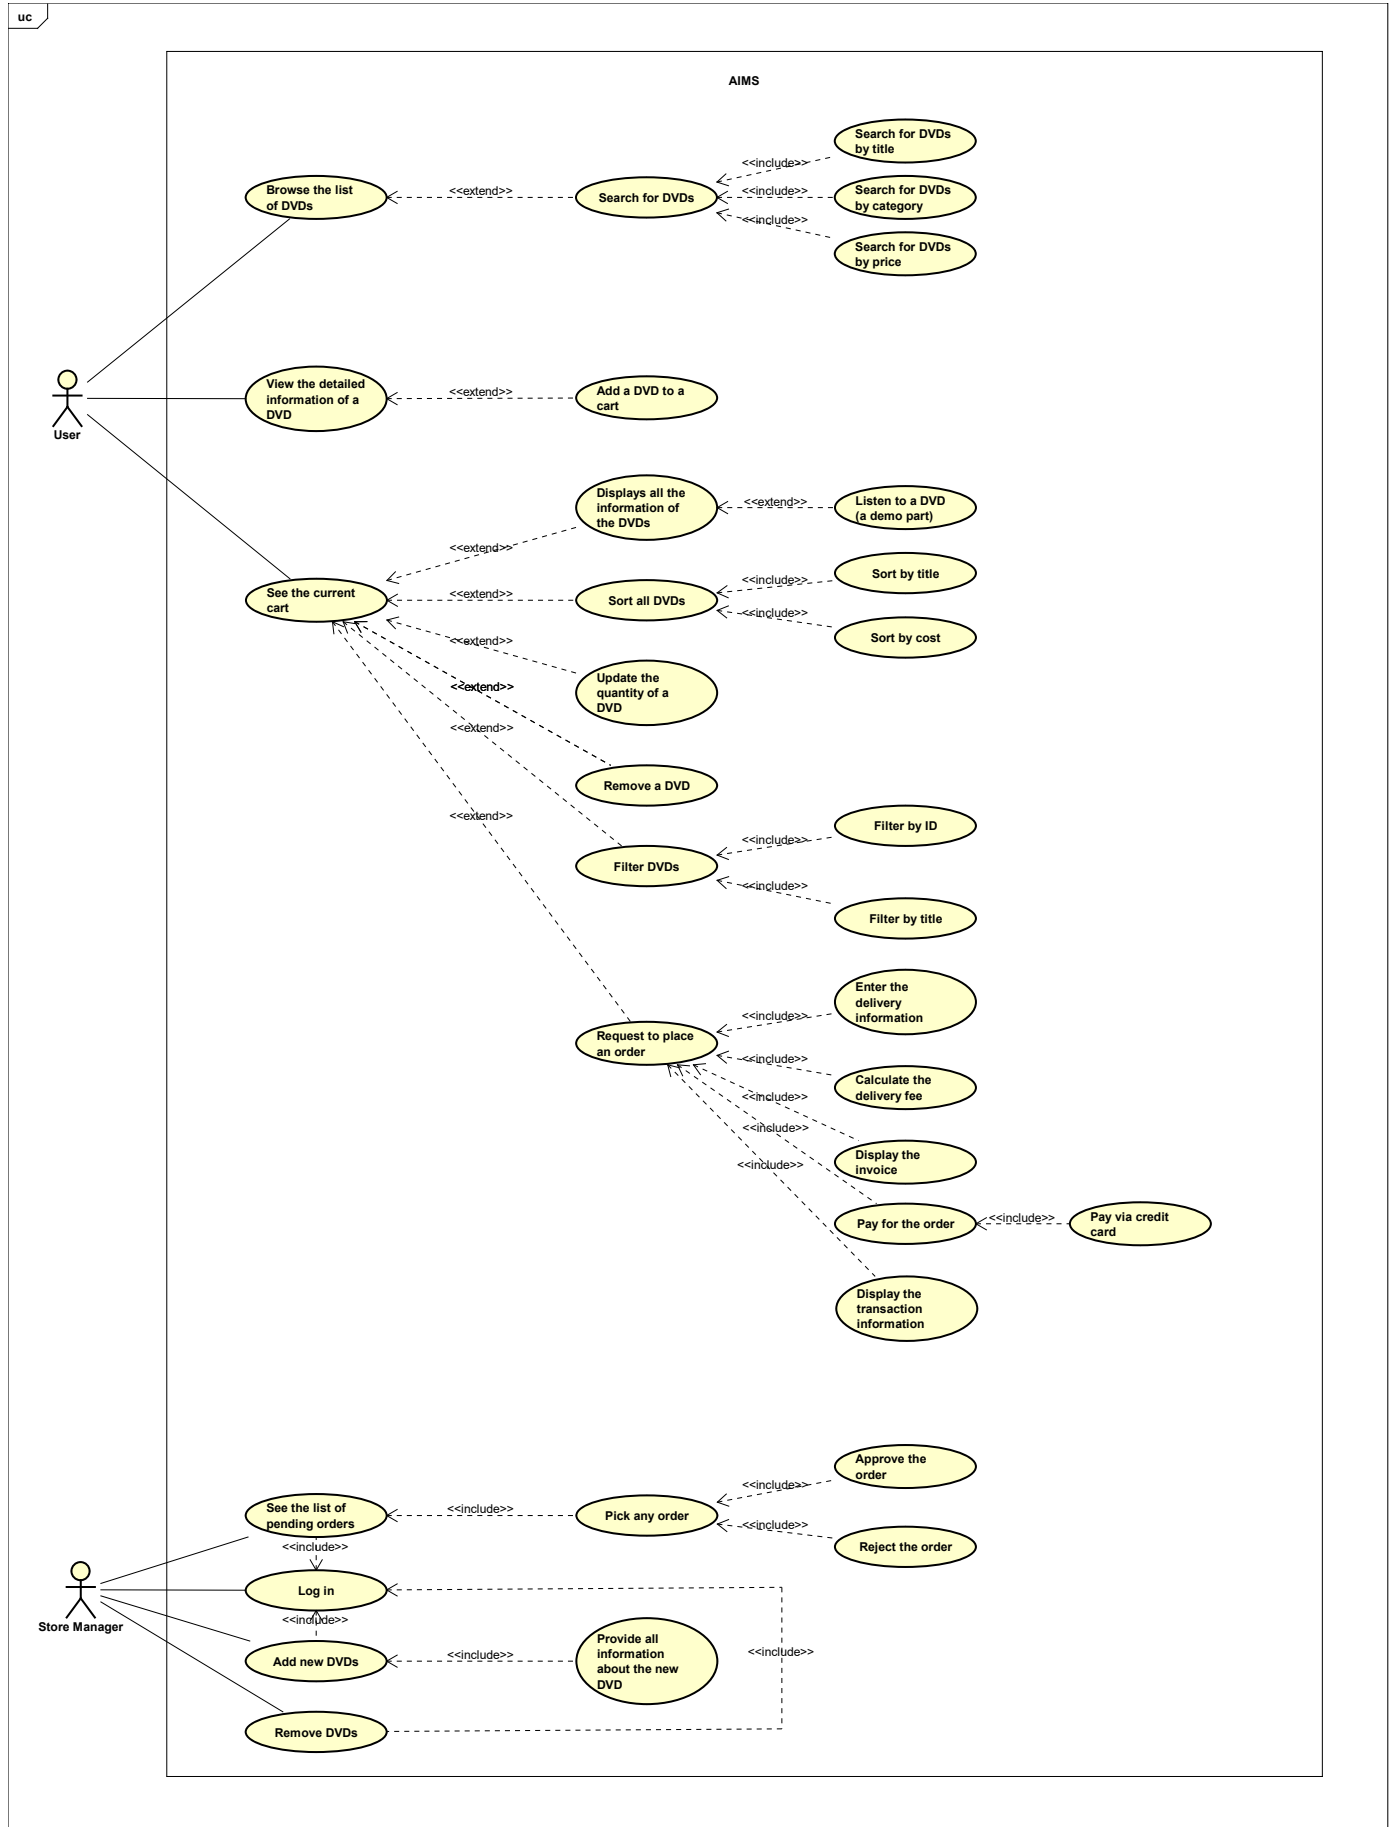 uc
AIMS
Search for DVDs
by title
<<include>>
Browse the list
of DVDs
<<extend>>
Search for DVDs
<<include>>
Search for DVDs
by category
<<include>>
Search for DVDs
by price
User
View the detailed
information of a
DVD
<<extend>>
Add a DVD to a
cart
Displays all the
information of
the DVDs
<<extend>>
Listen to a DVD
(a demo part)
<<extend>>
See the current
cart
<<extend>>
Sort all DVDs
<<include>>
Sort by title
<<include>>
Sort by cost
<<extend>>
Update the
quantity of a
DVD
<<extend>>
<<extend>>
Remove a DVD
<<extend>>
Filter DVDs
<<include>>
Filter by ID
<<include>>
Filter by title
Request to place
an order
<<include>>
Enter the
delivery
information
<<include>>
Calculate the
delivery fee
<<include>>
Display the
invoice
<<include>>
Pay for the order
<<include>>
Pay via credit
card
<<include>>
Display the
transaction
information
Store Manager
See the list of
pending orders
<<include>>
Pick any order
<<include>>
Approve the
order
<<include>>
Reject the order
<<include>>
Log in
<<include>>
Add new DVDs
<<include>>
Provide all
information
about the new
DVD
<<include>>
Remove DVDs